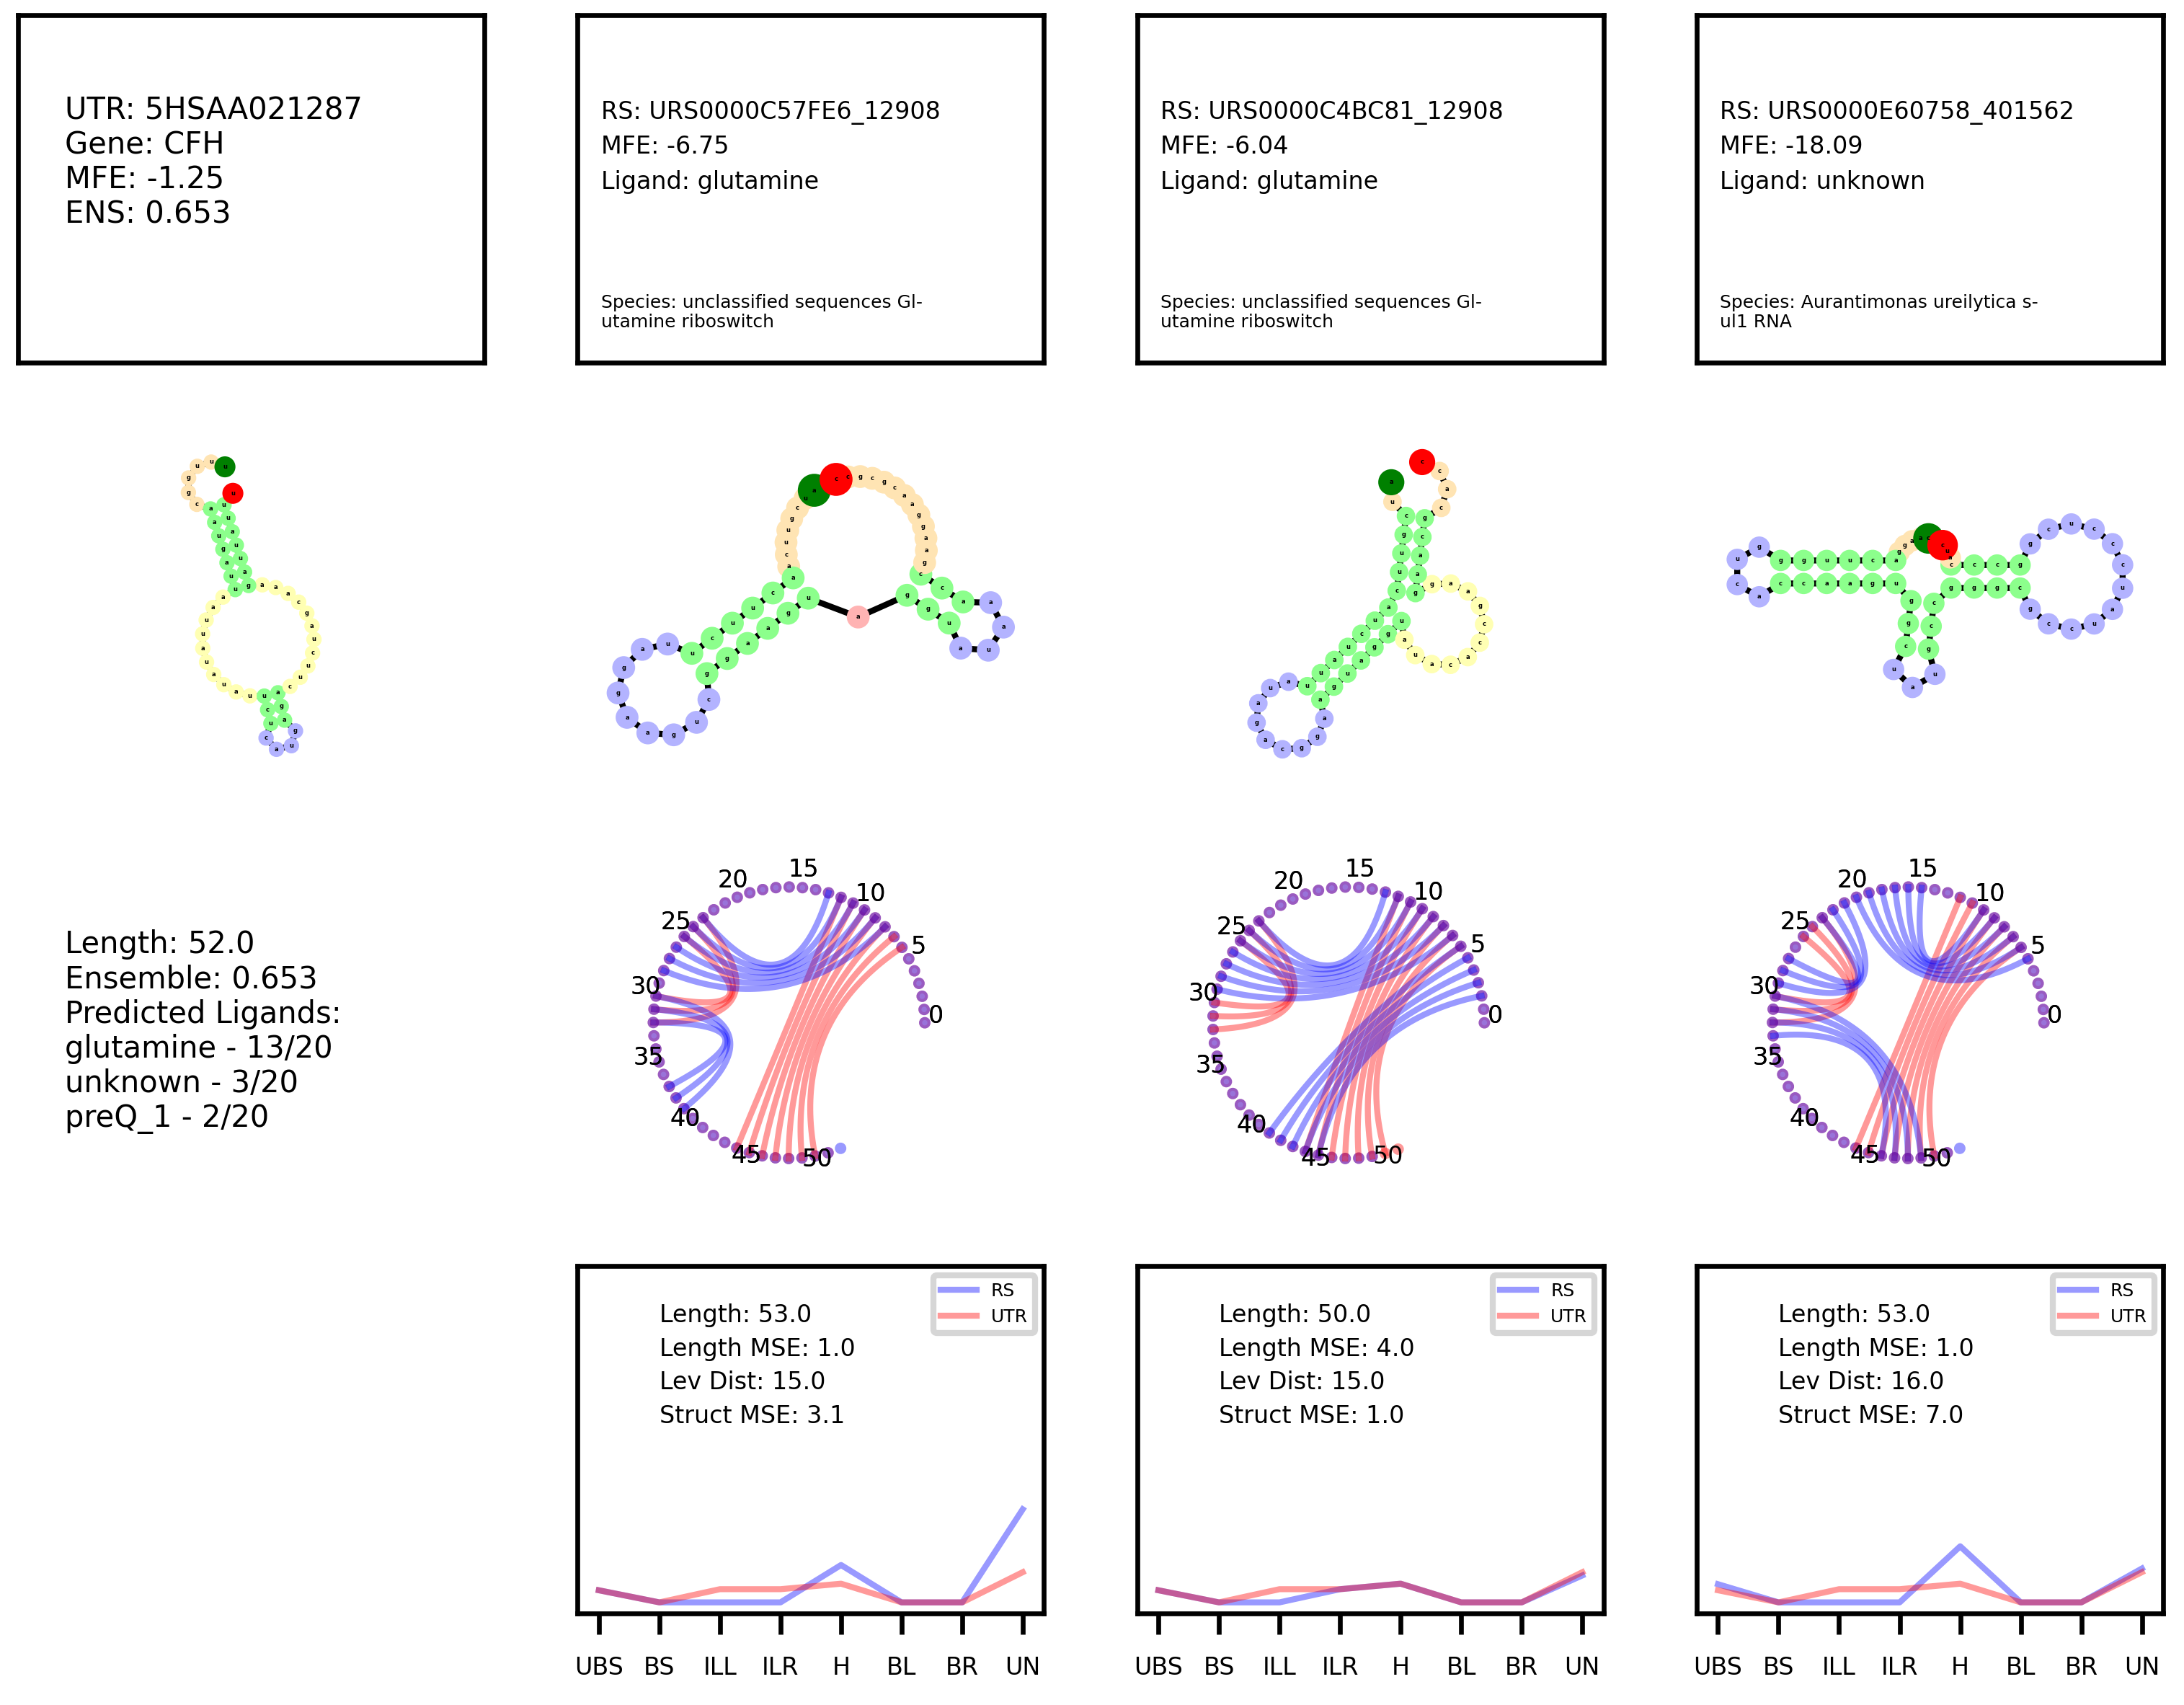 UTR: 5HSAA021287
Gene: CFH
MFE: -1.25
ENS: 0.653
RS: URS0000C57FE6_12908
MFE: -6.75
Ligand: glutamine
Species: unclassified sequences Gl-
utamine riboswitch
RS: URS0000C4BC81_12908
MFE: -6.04
Ligand: glutamine
Species: unclassified sequences Gl-
utamine riboswitch
RS: URS0000E60758_401562
MFE: -18.09
Ligand: unknown
Species: Aurantimonas ureilytica s-
ul1 RNA
Length: 52.0
Ensemble: 0.653
Predicted Ligands:
glutamine - 13/20
unknown - 3/20
preQ_1 - 2/20
0
5
10
15
20
25
30
35
40
45
50
0
5
10
15
20
25
30
35
40
45
50
0
5
10
15
20
25
30
35
40
45
50
RS
UTR
Length: 53.0
Length MSE: 1.0
Lev Dist: 15.0
Struct MSE: 3.1
UBS BS ILL ILR H BL BR UN
RS
UTR
Length: 50.0
Length MSE: 4.0
Lev Dist: 15.0
Struct MSE: 1.0
UBS BS ILL ILR H BL BR UN
RS
UTR
Length: 53.0
Length MSE: 1.0
Lev Dist: 16.0
Struct MSE: 7.0
UBS BS ILL ILR H BL BR UN